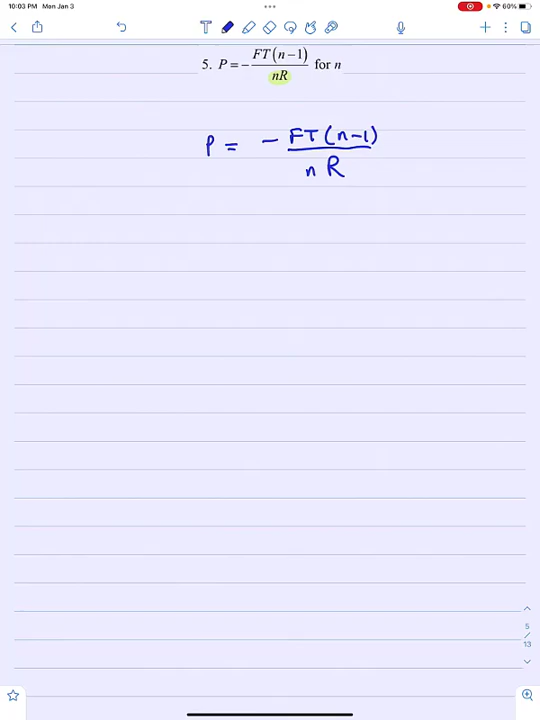 10:03 PM Mon Jan 3
60%
5. P = - FT(n-1) / nR for n
P = - FT(n-1) / nR
5
/
13